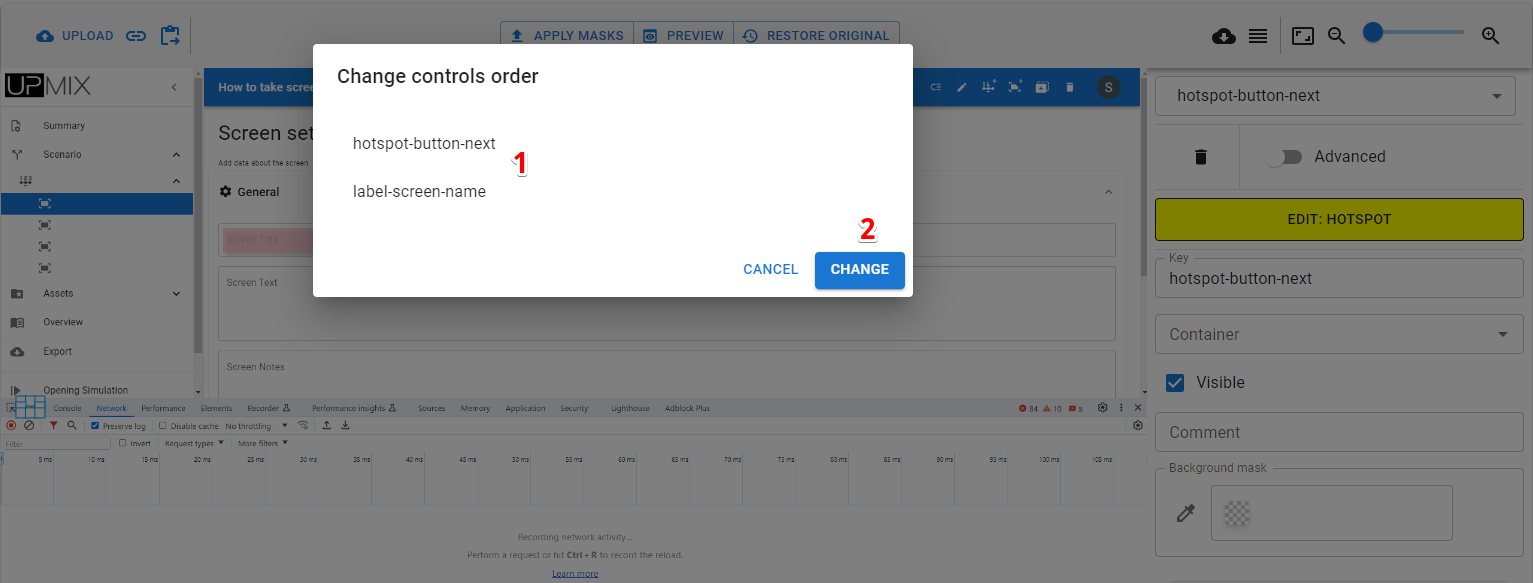 UPLOAD
APPLY MASKS
PREVIEW
RESTORE ORIGINAL
UPMIX
Summary
Scenario
Assets
Overview
Export
Opening Simulation
How to take scree
S
Screen set
Add data about the screen
General
Screen Title
Screen Text
Screen Notes
Change controls order
hotspot-button-next
1
label-screen-name
2
CANCEL
CHANGE
hotspot-button-next
Advanced
EDIT: HOTSPOT
Key
hotspot-button-next
Container
Visible
Comment
Background mask
Console Network Performance Elements Recorder Performance insights Sources Memory Application Security Lighthouse Adblock Plus 84 10 9
Preserve log Disable cache No throttling
Filter Invert Request types More filters
5 ms 10 ms 15 ms 20 ms 25 ms 30 ms 35 ms 40 ms 45 ms 50 ms 55 ms 60 ms 65 ms 70 ms 75 ms 80 ms 85 ms 90 ms 95 ms 100 ms 105 ms
Recording network activity...
Perform a request or hit Ctrl + R to record the reload.
Learn more